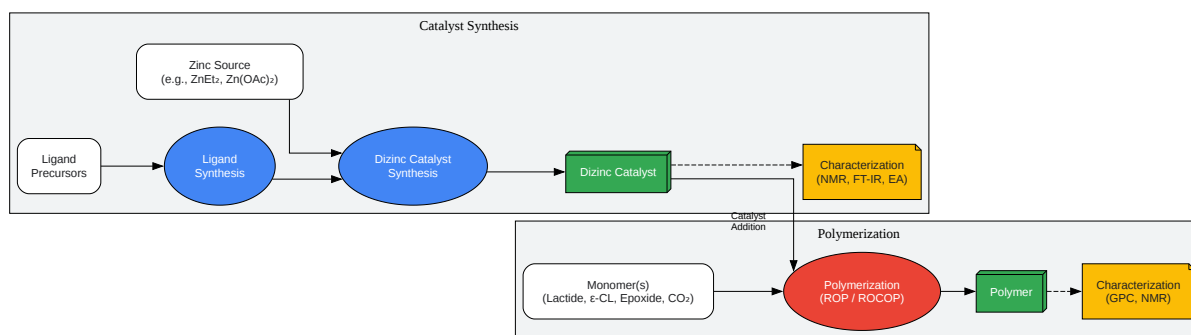 Catalyst Synthesis
Zinc Source
(e.g., ZnEt₂, Zn(OAc)₂)
Ligand
Precursors
Ligand
Synthesis
Dizinc Catalyst
Synthesis
Dizinc Catalyst
Characterization
(NMR, FT-IR, EA)
Catalyst
Addition
Polymerization
Monomer(s)
(Lactide, ε-CL, Epoxide, CO₂)
Polymerization
(ROP / ROCOP)
Polymer
Characterization
(GPC, NMR)